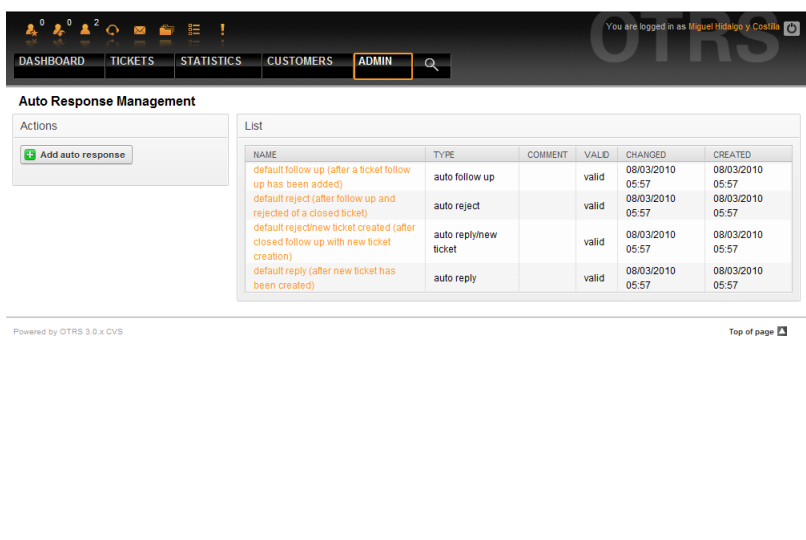 0 0 2
You are logged in as Miguel Hidalgo y Costilla
OTRS
DASHBOARD TICKETS STATISTICS CUSTOMERS ADMIN
Auto Response Management
Actions
Add auto response
List
NAME TYPE COMMENT VALID CHANGED CREATED
default follow up (after a ticket follow
up has been added)
auto follow up
valid
08/03/2010
05:57
08/03/2010
05:57
default reject (after follow up and
rejected of a closed ticket)
auto reject
valid
08/03/2010
05:57
08/03/2010
05:57
default reject/new ticket created (after
closed follow up with new ticket
creation)
auto reply/new
ticket
valid
08/03/2010
05:57
08/03/2010
05:57
default reply (after new ticket has
been created)
auto reply
valid
08/03/2010
05:57
08/03/2010
05:57
Powered by OTRS 3.0.x CVS
Top of page